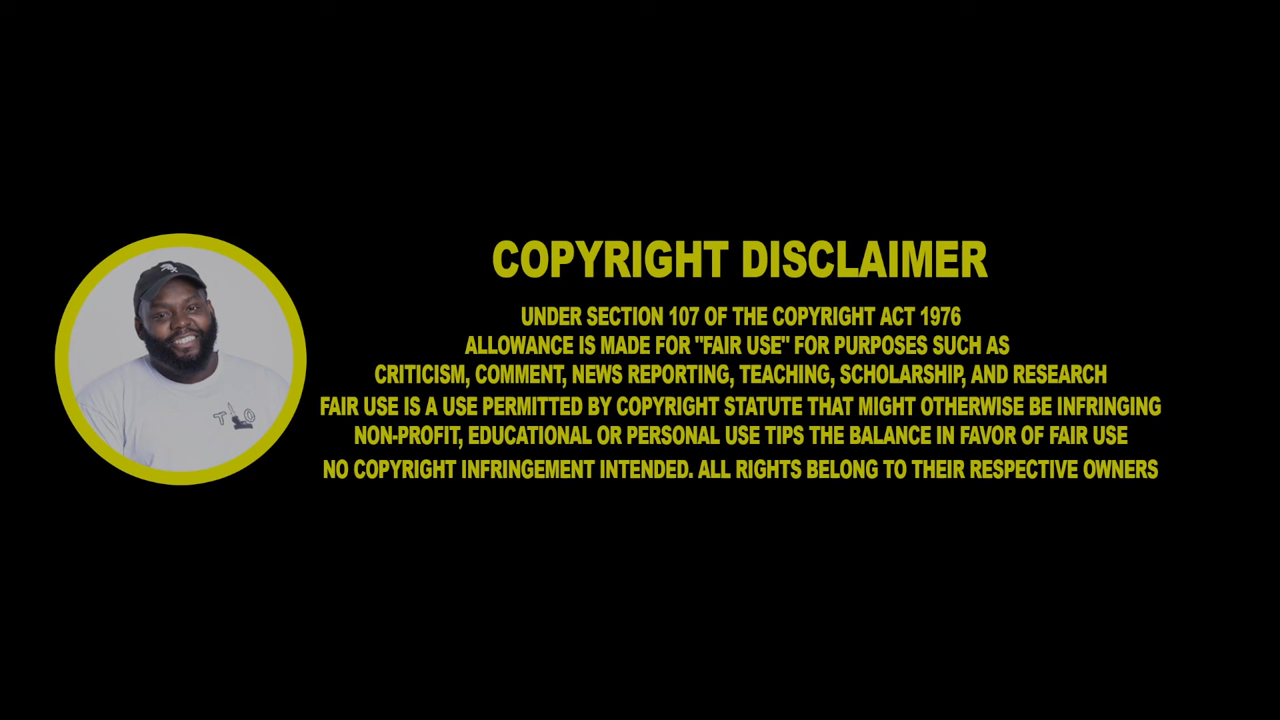 COPYRIGHT DISCLAIMER
UNDER SECTION 107 OF THE COPYRIGHT ACT 1976
ALLOWANCE IS MADE FOR "FAIR USE" FOR PURPOSES SUCH AS
CRITICISM, COMMENT, NEWS REPORTING, TEACHING, SCHOLARSHIP, AND RESEARCH
FAIR USE IS A USE PERMITTED BY COPYRIGHT STATUTE THAT MIGHT OTHERWISE BE INFRINGING
NON-PROFIT, EDUCATIONAL OR PERSONAL USE TIPS THE BALANCE IN FAVOR OF FAIR USE
NO COPYRIGHT INFRINGEMENT INTENDED. ALL RIGHTS BELONG TO THEIR RESPECTIVE OWNERS